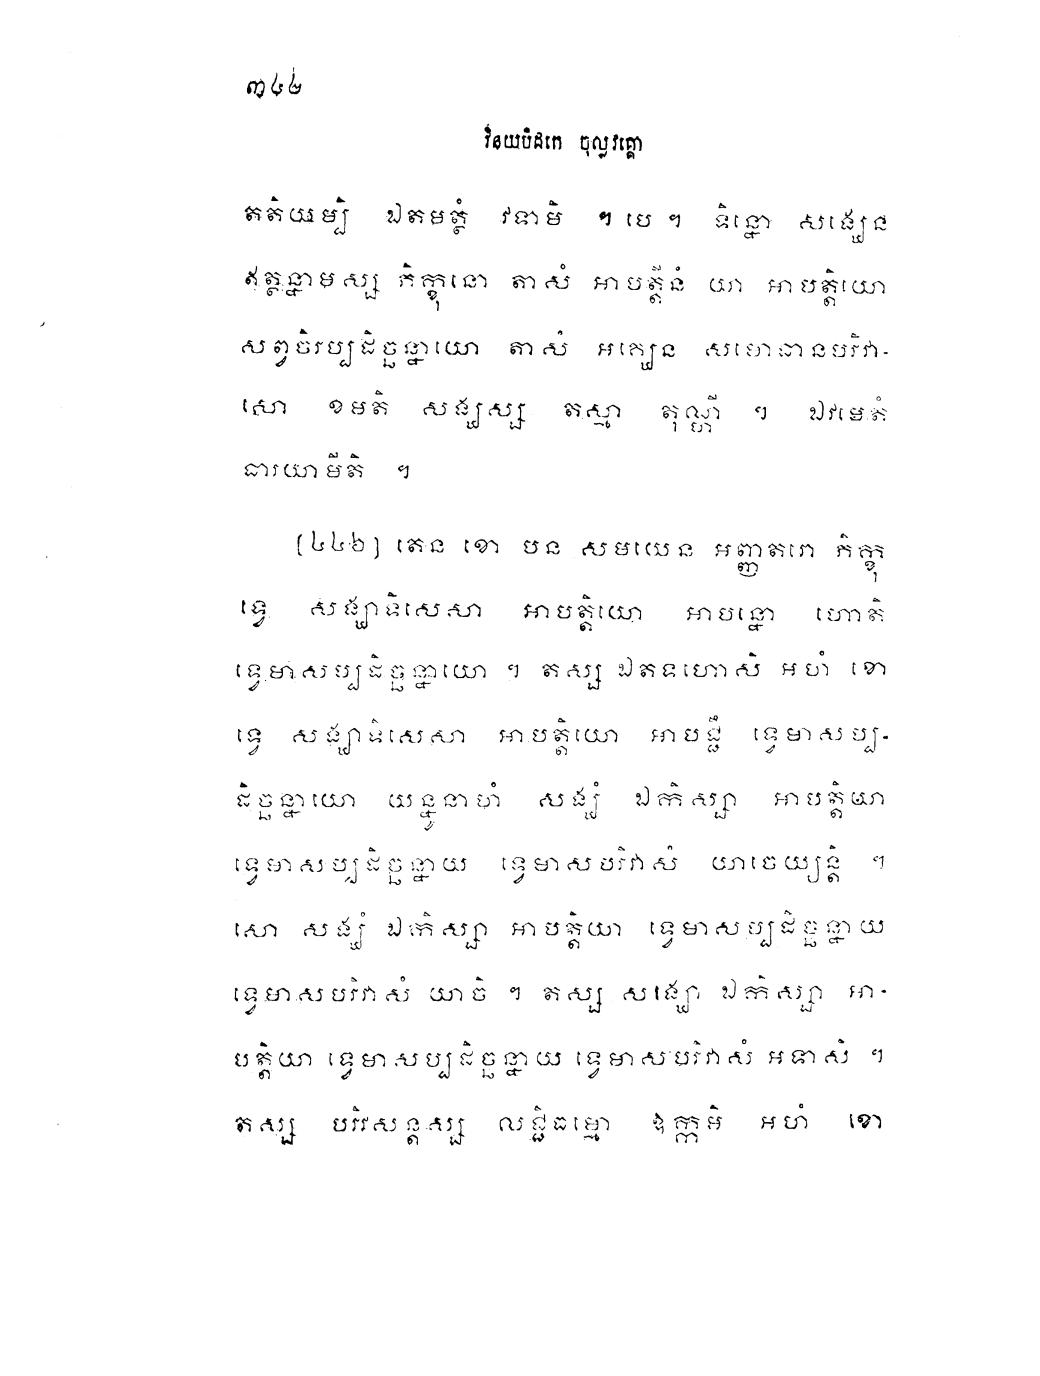 ៣៤៤
វិនយបិដកេ ចុល្លវគ្គោ
តតិយម្បិ ឯតមត្ថំ វទាមិ ។ បេ ។ ទិន្នោ សង្ឃេន
ឥត្ថន្នាមស្ស ភិក្ខុនោ តាសំ អាបត្តីនំ យា អាបត្តិយោ
សព្វចិរប្បដិច្ឆន្នាយោ តាសំ អគ្ឃេន សមោធានបរិវា-
សោ ខមតិ សង្ឃស្ស តស្មា តុណ្ហី ។ ឯវមេតំ
ធារយាមីតិ ។
[៤៤៦] តេន ខោ បន សមយេន អញ្ញតរោ ភិក្ខុ
ទ្វេ សង្ឃាទិសេសា អាបត្តិយោ អាបន្នោ ហោតិ
ទ្វេមាសប្បដិច្ឆន្នាយោ ។ តស្ស ឯតទហោសិ អហំ ខោ
ទ្វេ សង្ឃាទិសេសា អាបត្តិយោ អាបជ្ជឹ ទ្វេមាសប្ប-
ដិច្ឆន្នាយោ យន្នូនាហំ សង្ឃំ ឯកិស្សា អាបត្តិយា
ទ្វេមាសប្បដិច្ឆន្នាយ ទ្វេមាសបរិវាសំ យាចេយ្យន្តិ ។
សោ សង្ឃំ ឯកិស្សា អាបត្តិយា ទ្វេមាសប្បដិច្ឆន្នាយ
ទ្វេមាសបរិវាសំ យាចិ ។ តស្ស សង្ឃោ ឯកិស្សា អា-
បត្តិយា ទ្វេមាសប្បដិច្ឆន្នាយ ទ្វេមាសបរិវាសំ អទាសិ ។
តស្ស បរិវសន្តស្ស លជ្ជិធម្មោ ឱក្កមិ អហំ ខោ